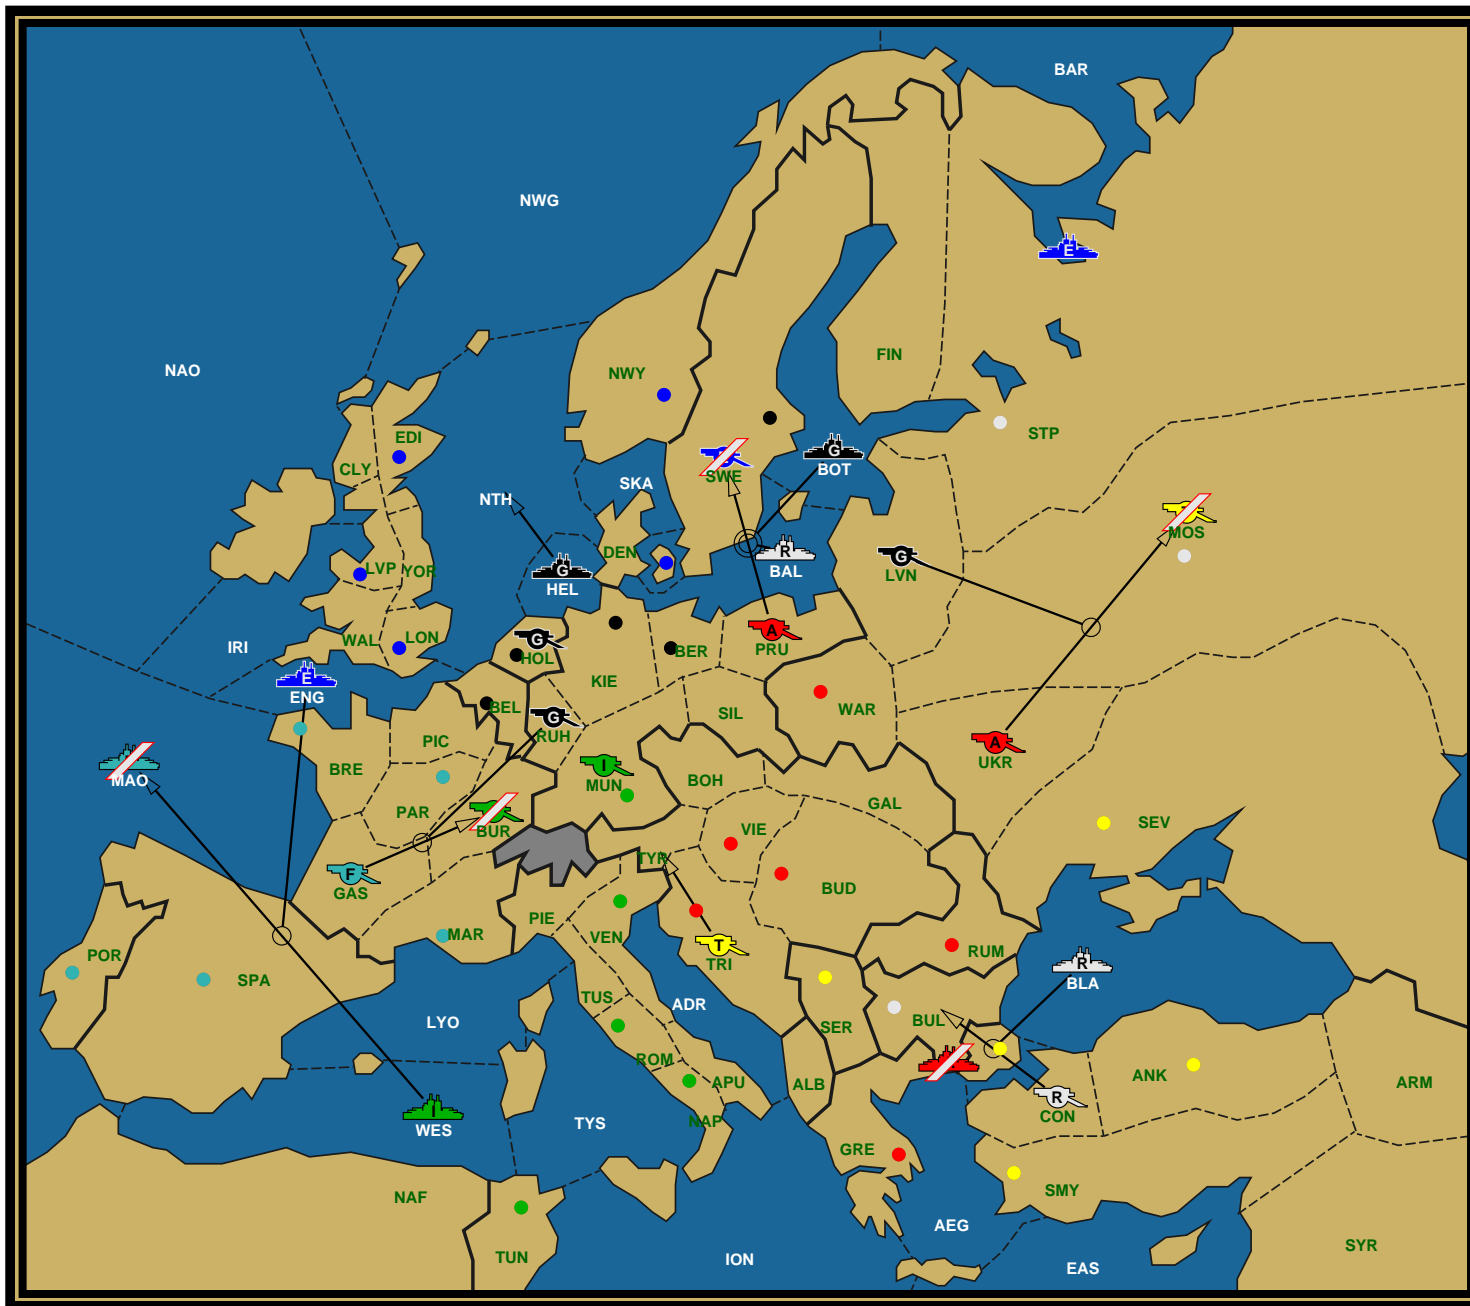 BAR
NWG
E
NAO
FIN
NWY
STP
EDI
CLY
G
BOT
SWE
SKA
NTH
MOS
R
BAL
G
LVN
DEN
LVP
YOR
G
HEL
A
PRU
G
HOL
WAL
LON
IRI
BER
E
ENG
KIE
BEL
SIL
WAR
G
RUH
PIC
A
UKR
BRE
MAO
I
MUN
BOH
GAL
PAR
BUR
SEV
VIE
TYR
F
GAS
BUD
PIE
VEN
MAR
T
TRI
RUM
POR
SPA
R
BLA
TUS
ADR
LYO
BUL
SER
ROM
APU
ALB
ANK
ARM
I
WES
TYS
NAP
R
CON
GRE
SMY
NAF
AEG
TUN
ION
EAS
SYR